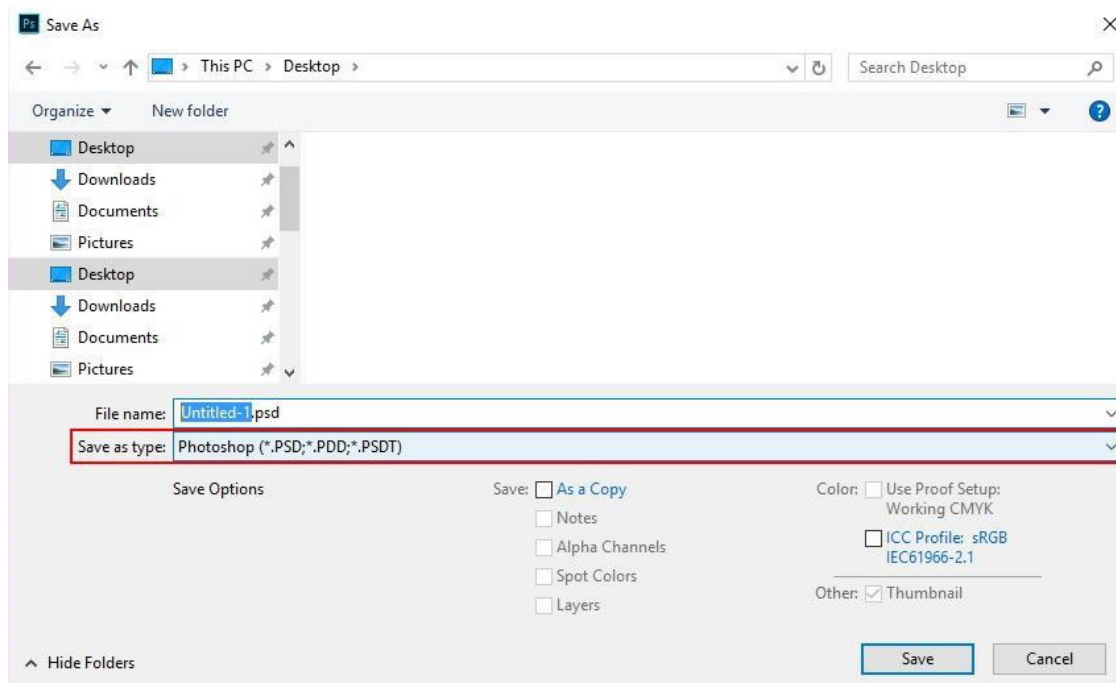 Ps Save As
This PC > Desktop >
Search Desktop
Organize
New folder
Desktop
Downloads
Documents
Pictures
Desktop
Downloads
Documents
Pictures
File name: Untitled-1.psd
Save as type: Photoshop (*.PSD;*.PDD;*.PSDT)
Save Options
Save: As a Copy
Notes
Alpha Channels
Spot Colors
Layers
Color: Use Proof Setup:
Working CMYK
ICC Profile: sRGB
IEC61966-2.1
Other: Thumbnail
Hide Folders
Save
Cancel